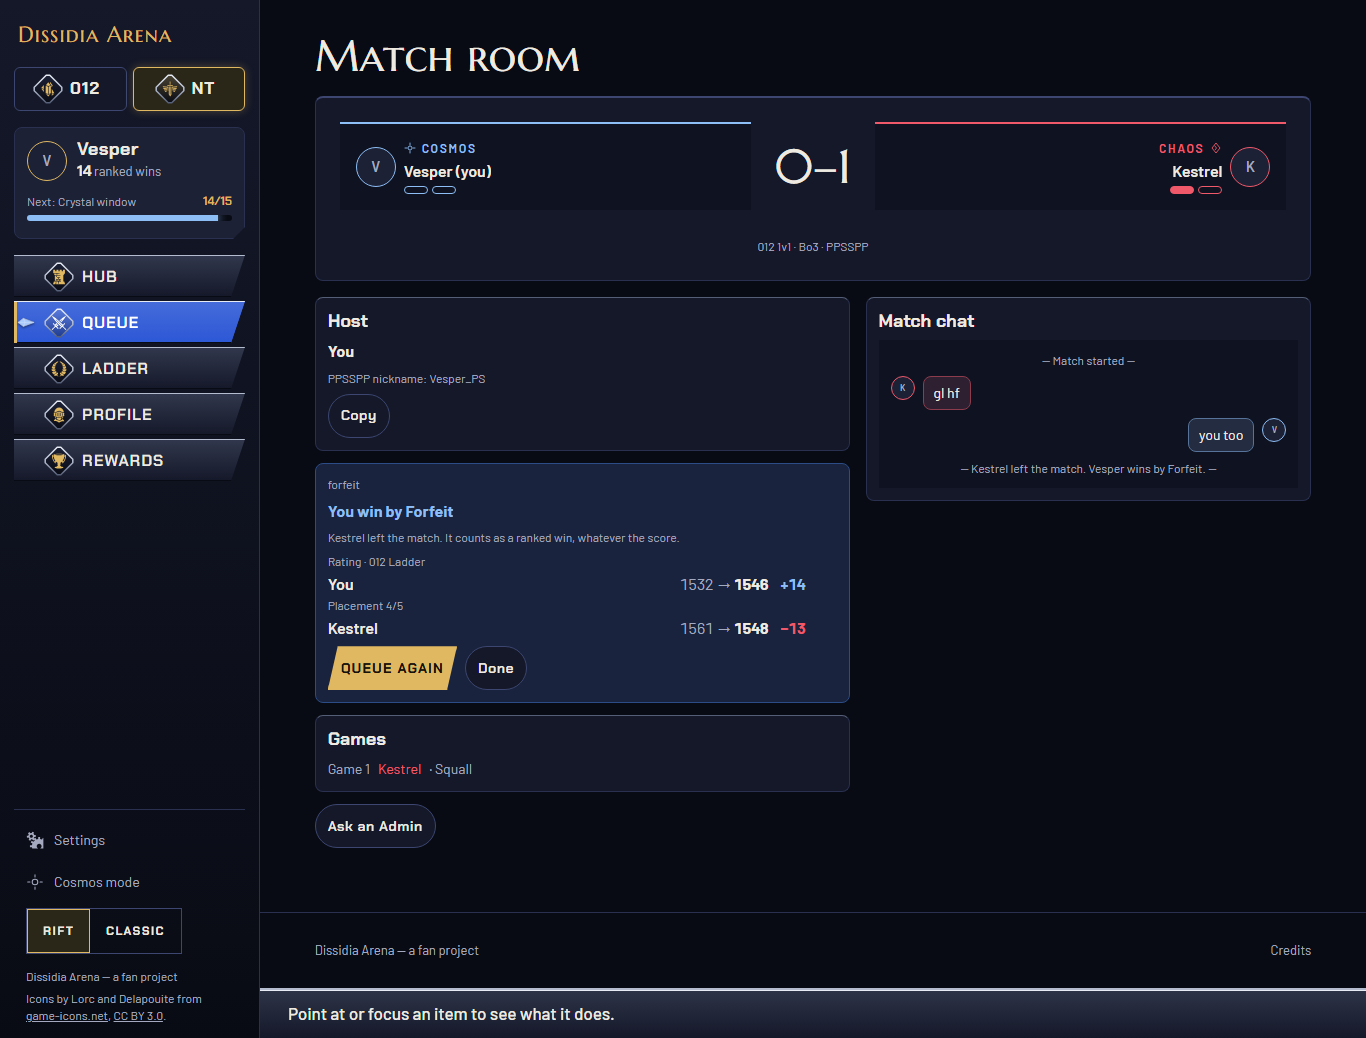 Dissidia Arena
012
NT
V
Vesper
14 ranked wins
Next: Crystal window
14/15
HUB
QUEUE
LADDER
PROFILE
REWARDS
Settings
Cosmos mode
RIFT
CLASSIC
Dissidia Arena — a fan project
Icons by Lorc and Delapouite from
game-icons.net, CC BY 3.0.
Match room
V
COSMOS
Vesper (you)
0–1
CHAOS
Kestrel
K
012 1v1 · Bo3 · PPSSPP
Host
You
PPSSPP nickname: Vesper_PS
Copy
forfeit
You win by Forfeit
Kestrel left the match. It counts as a ranked win, whatever the score.
Rating · 012 Ladder
You
1532 → 1546 +14
Placement 4/5
Kestrel
1561 → 1548 −13
QUEUE AGAIN
Done
Games
Game 1 Kestrel · Squall
Ask an Admin
Match chat
— Match started —
K
gl hf
you too
V
— Kestrel left the match. Vesper wins by Forfeit. —
Dissidia Arena — a fan project
Credits
Point at or focus an item to see what it does.